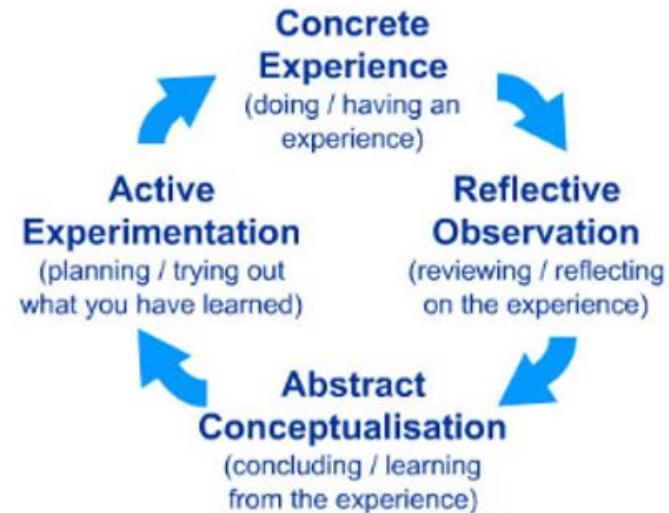 Concrete
Experience
(doing / having an
experience)
Reflective
Observation
(reviewing / reflecting
on the experience)
Abstract
Conceptualisation
(concluding / learning
from the experience)
Active
Experimentation
(planning / trying out
what you have learned)